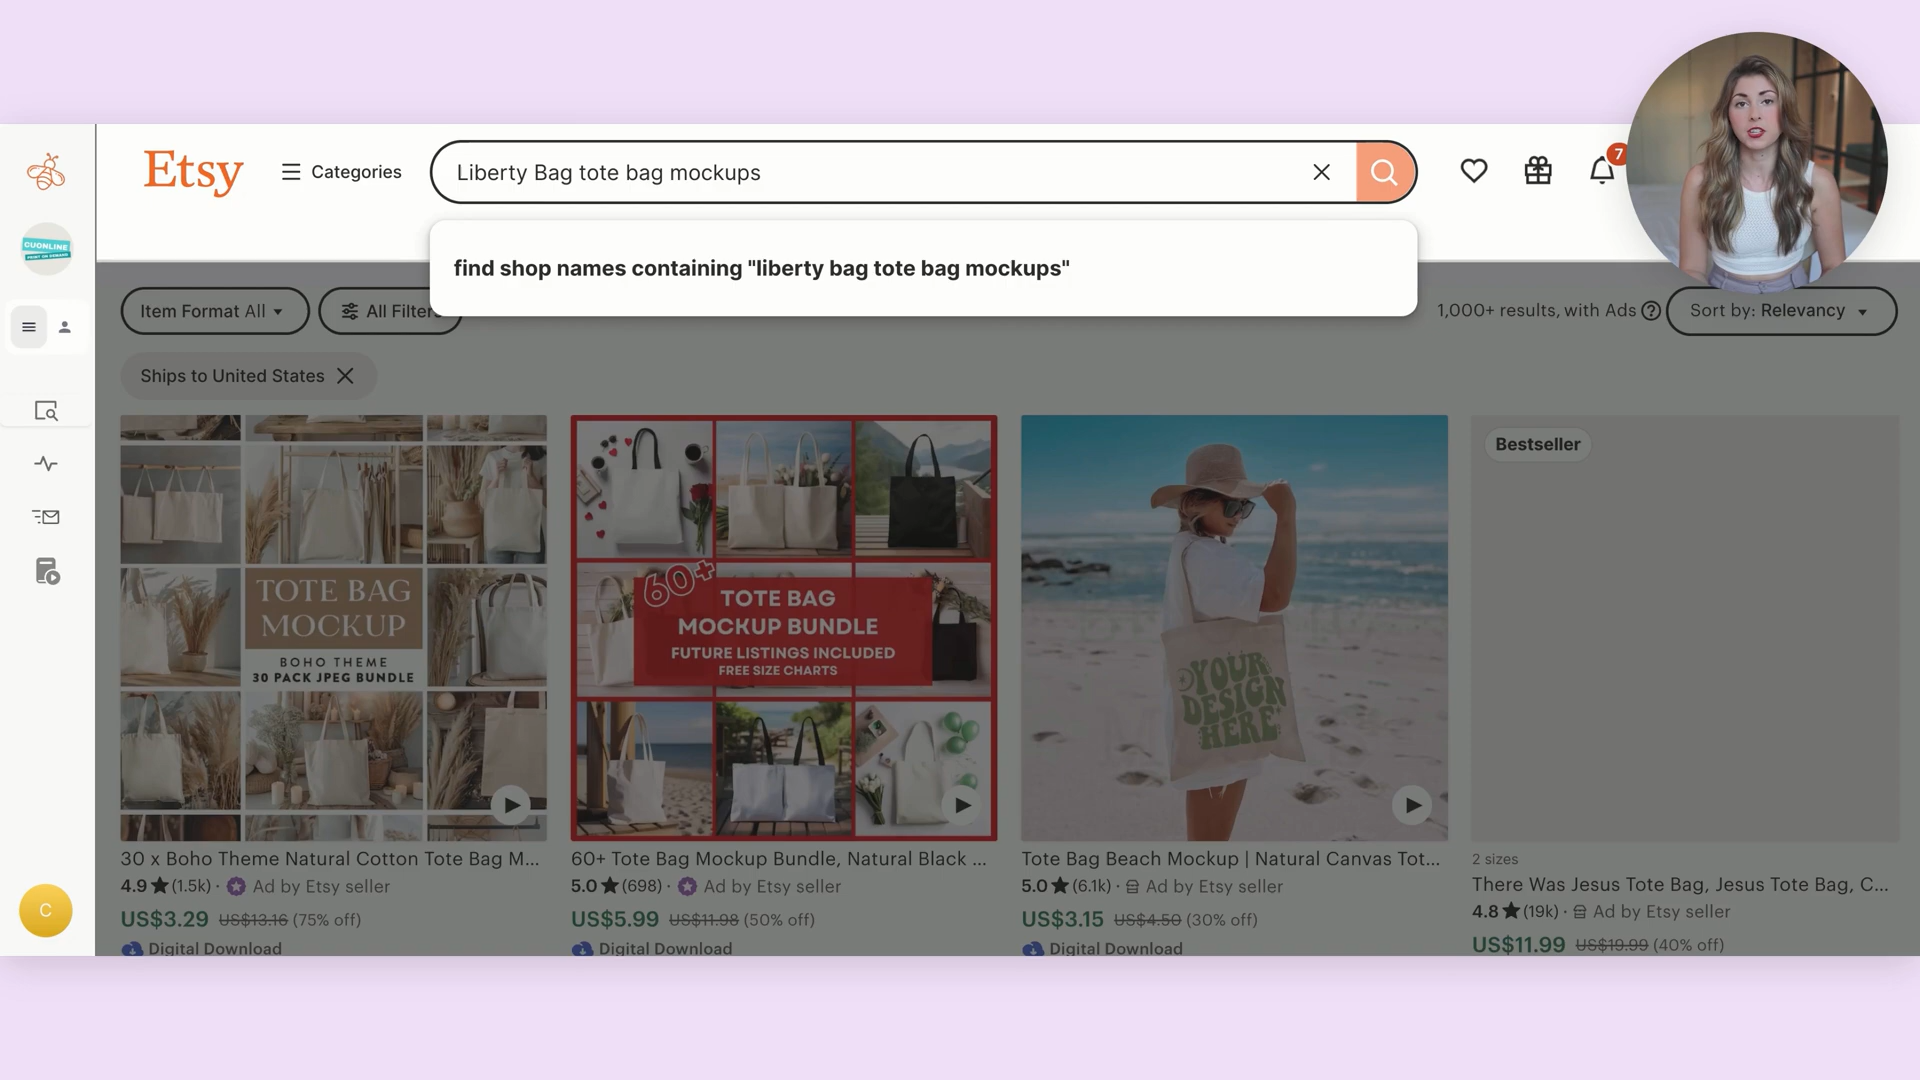 Etsy
Categories
Liberty Bag tote bag mockups
7
find shop names containing "liberty bag tote bag mockups"
CUONLINE
PRINT ON DEMAND
Item Format All
All Filters
1,000+ results, with Ads
Sort by: Relevancy
Ships to United States
TOTE BAG
MOCKUP
BOHO THEME
30 PACK JPEG BUNDLE
60+
TOTE BAG
MOCKUP BUNDLE
FUTURE LISTINGS INCLUDED
FREE SIZE CHARTS
YOUR
DESIGN
HERE
Bestseller
30 x Boho Theme Natural Cotton Tote Bag M...
4.9 ★ (1.5k) · Ad by Etsy seller
US$3.29 US$13.16 (75% off)
Digital Download
60+ Tote Bag Mockup Bundle, Natural Black ...
5.0 ★ (698) · Ad by Etsy seller
US$5.99 US$11.98 (50% off)
Digital Download
Tote Bag Beach Mockup | Natural Canvas Tot...
5.0 ★ (6.1k) · Ad by Etsy seller
US$3.15 US$4.50 (30% off)
Digital Download
2 sizes
There Was Jesus Tote Bag, Jesus Tote Bag, C...
4.8 ★ (19k) · Ad by Etsy seller
US$11.99 US$19.99 (40% off)
C